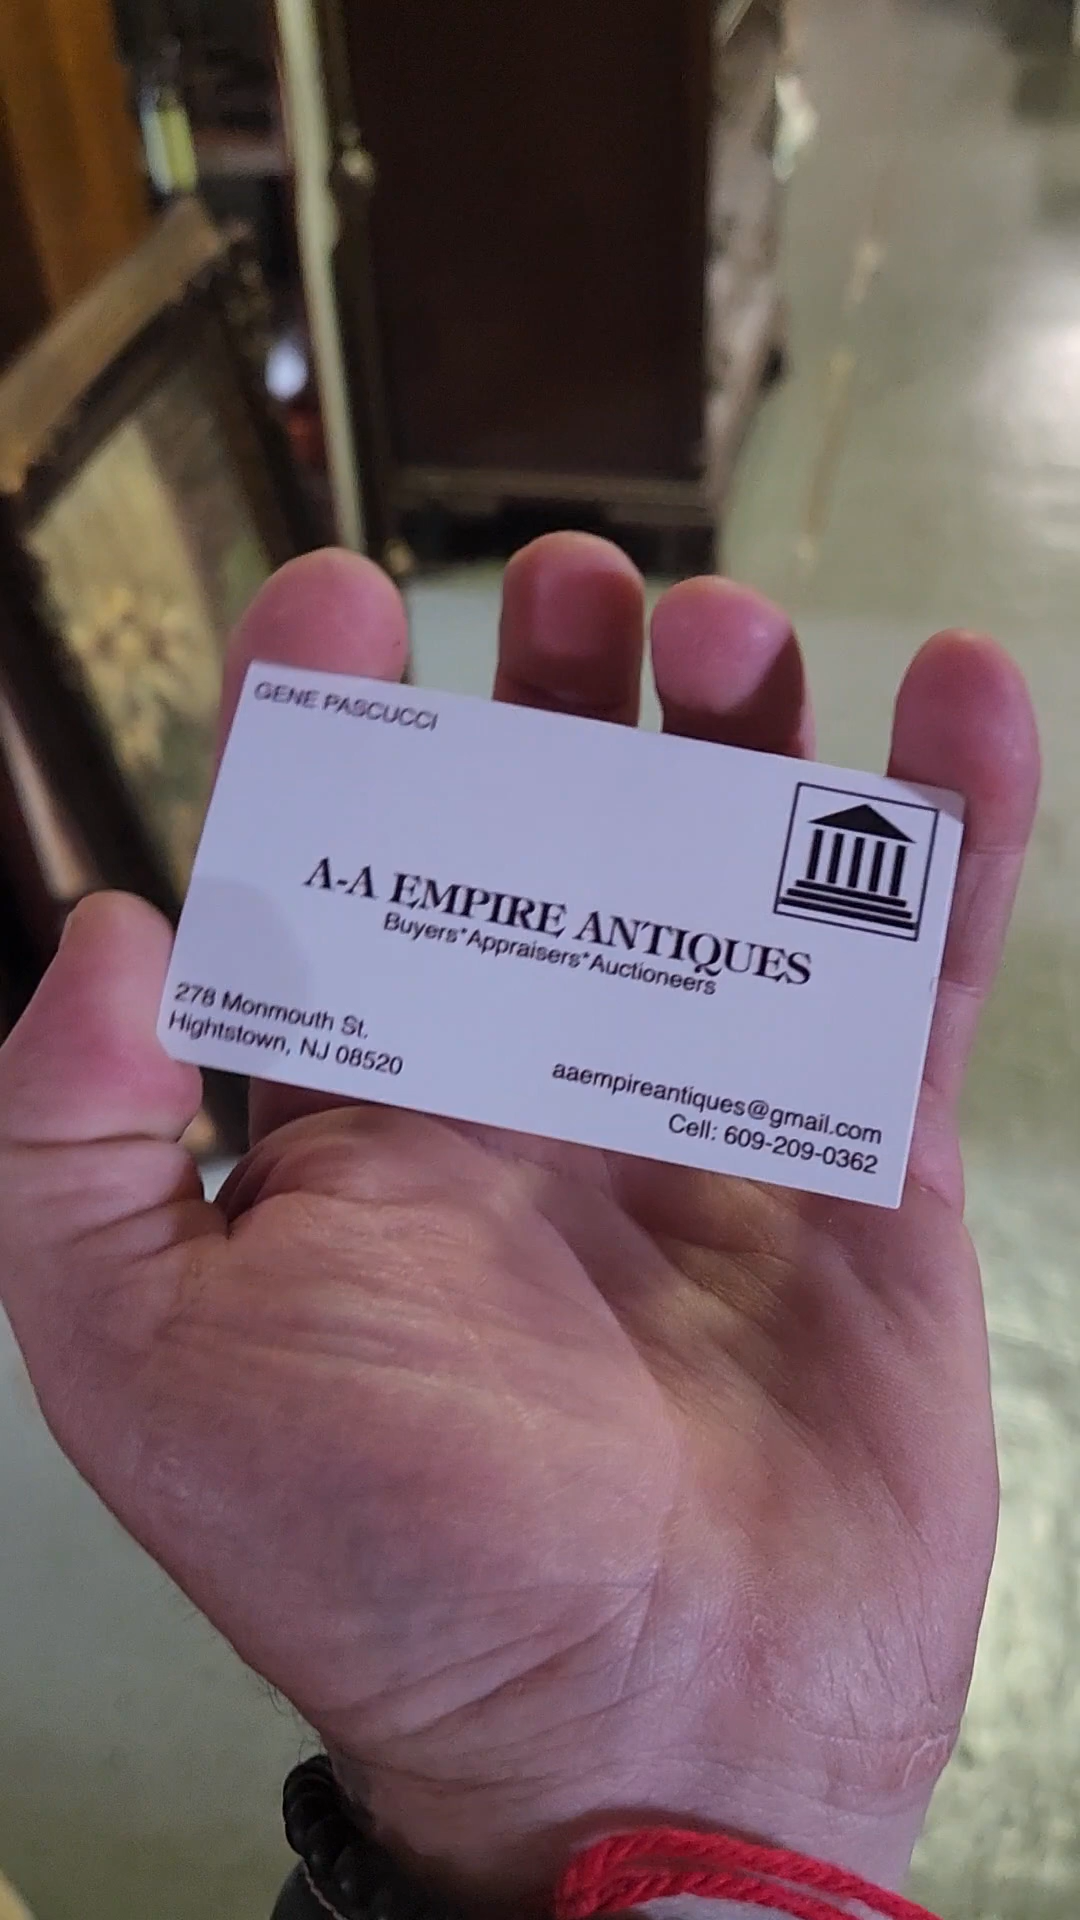 GENE PASCUCCI
A-A EMPIRE ANTIQUES
Buyers*Appraisers*Auctioneers
278 Monmouth St.
Hightstown, NJ 08520
aaempireantiques@gmail.com
Cell: 609-209-0362